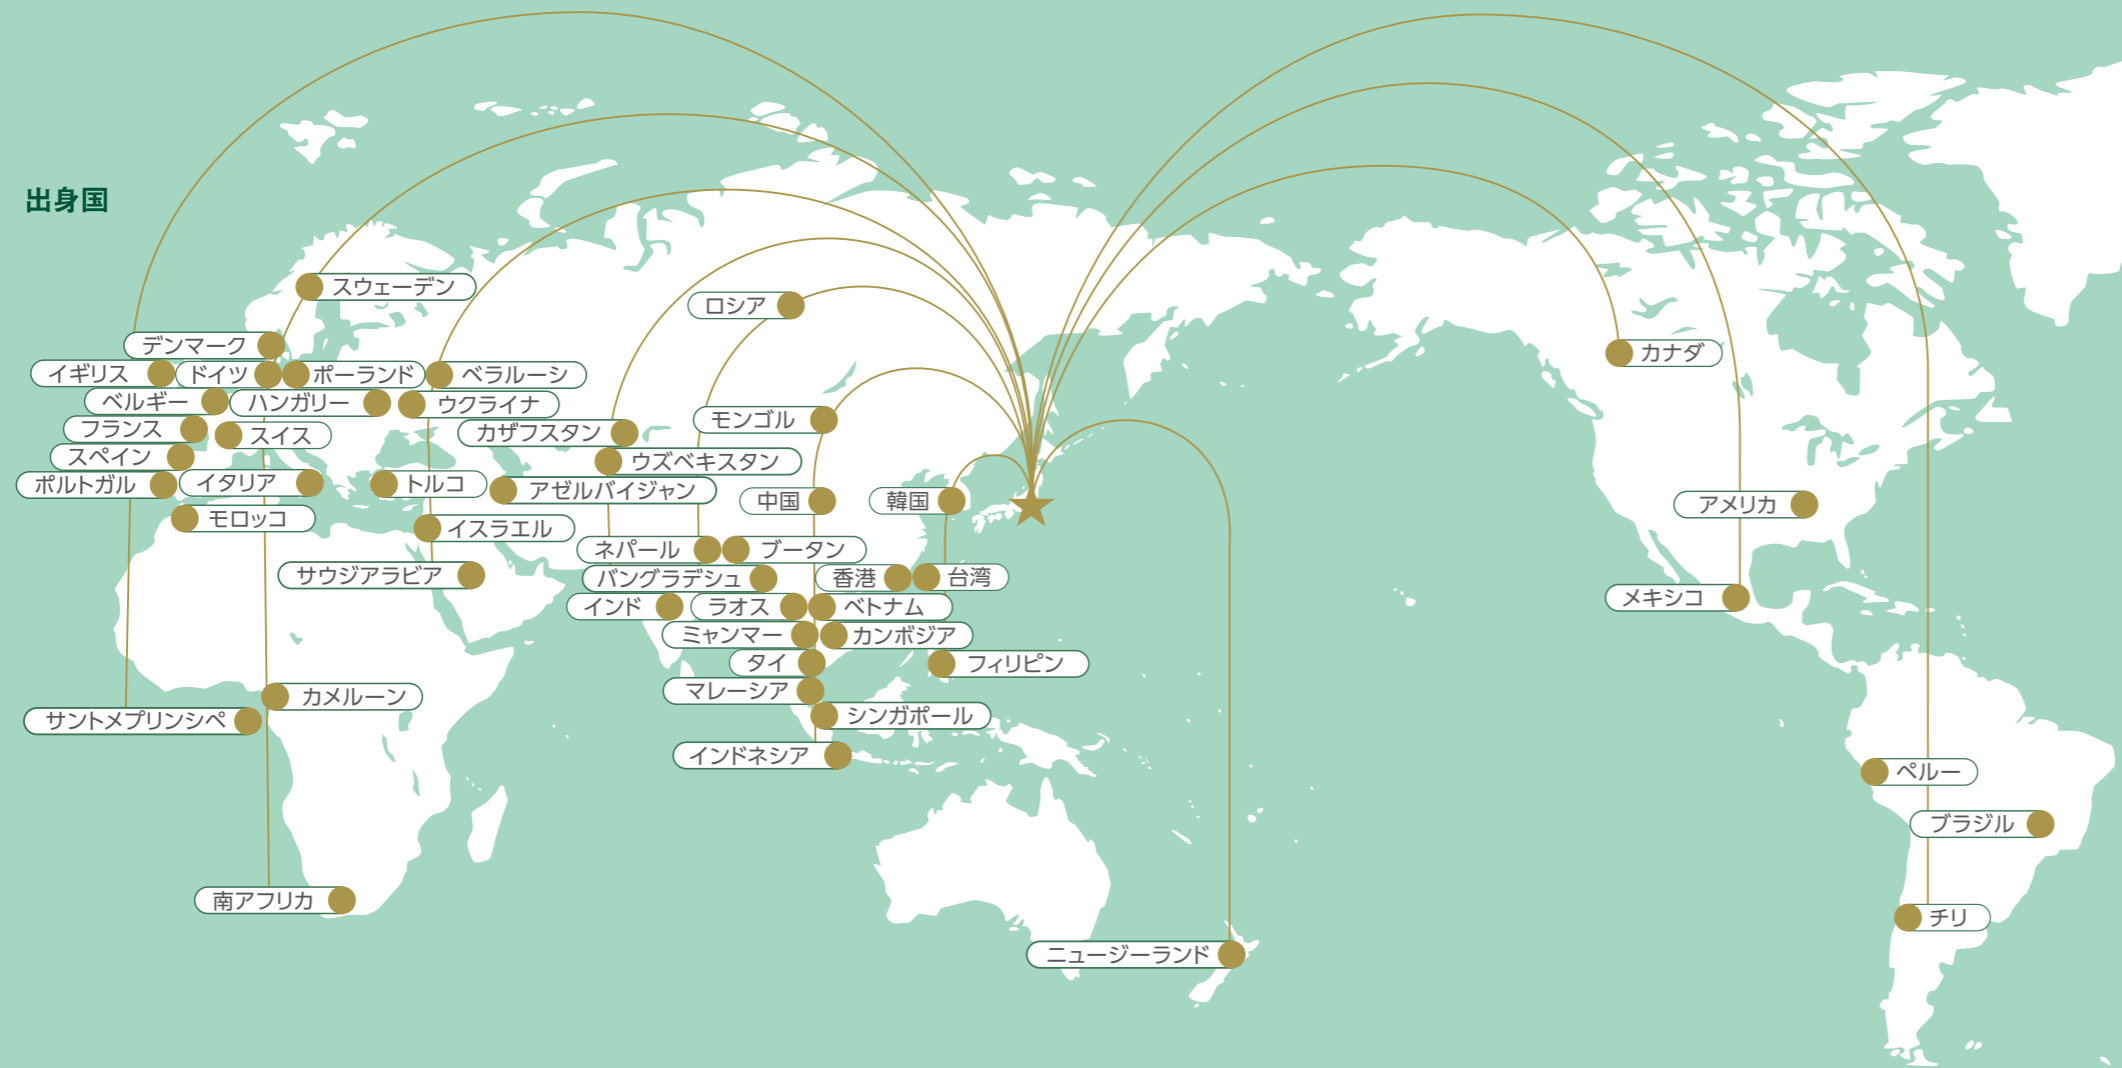 出身国
スウェーデン
ロシア
デンマーク
カナダ
イギリス
ドイツ
ポーランド
ベラルーシ
ベルギー
ハンガリー
ウクライナ
モンゴル
フランス
スイス
カザフスタン
スペイン
ウズベキスタン
ポルトガル
イタリア
トルコ
アゼルバイジャン
中国
韓国
アメリカ
モロッコ
イスラエル
ネパール
ブータン
サウジアラビア
バングラデシュ
香港
台湾
インド
ラオス
ベトナム
メキシコ
ミャンマー
カンボジア
タイ
フィリピン
マレーシア
カメルーン
サントメプリンシペ
シンガポール
インドネシア
ペルー
ブラジル
南アフリカ
チリ
ニュージーランド